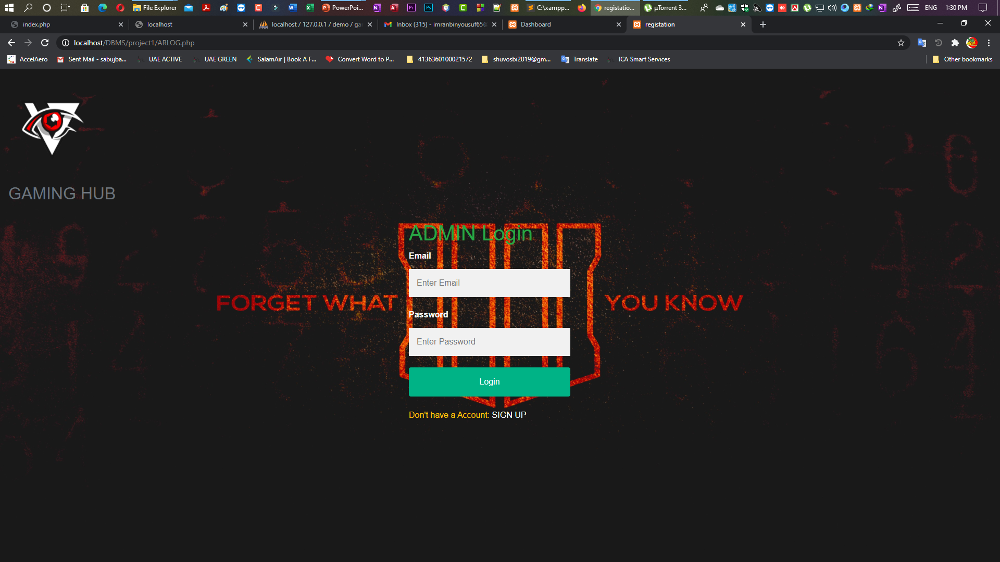 File Explorer
PowerPoi...
C:\xampp...
registatio...
µTorrent 3...
ENG
1:30 PM
index.php
localhost
localhost / 127.0.0.1 / demo / ga
Inbox (315) - imranbinyousuf65@
Dashboard
registation
localhost/DBMS/project1/ARLOG.php
AccelAero
Sent Mail - sabujba...
UAE ACTIVE
UAE GREEN
SalamAir | Book A F...
Convert Word to P...
4136360100021572
shuvosbi2019@gm...
Translate
ICA Smart Services
Other bookmarks
GAMING HUB
ADMIN Login
Email
Enter Email
FORGET WHAT
YOU KNOW
Password
Enter Password
Login
Don't have a Account: SIGN UP